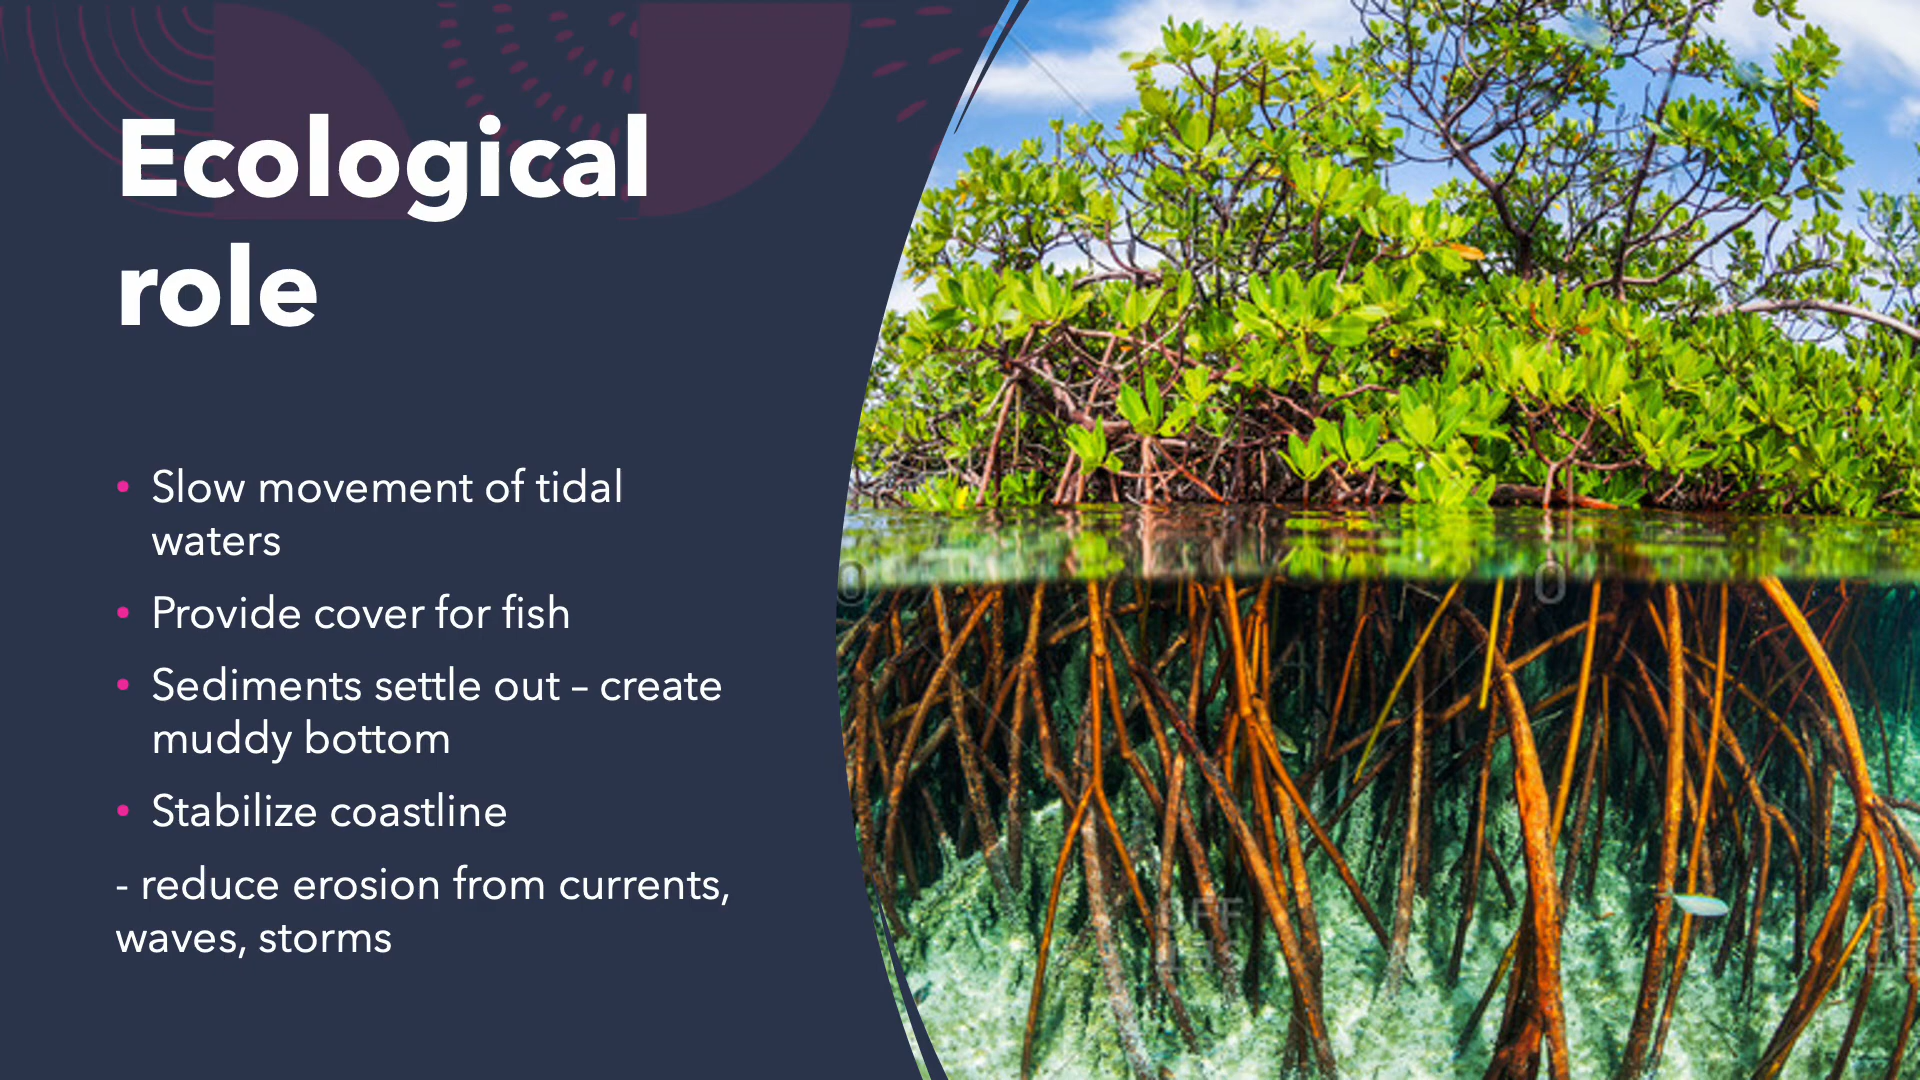 Ecological
role
• Slow movement of tidal
waters
• Provide cover for fish
• Sediments settle out – create
muddy bottom
• Stabilize coastline
- reduce erosion from currents,
waves, storms